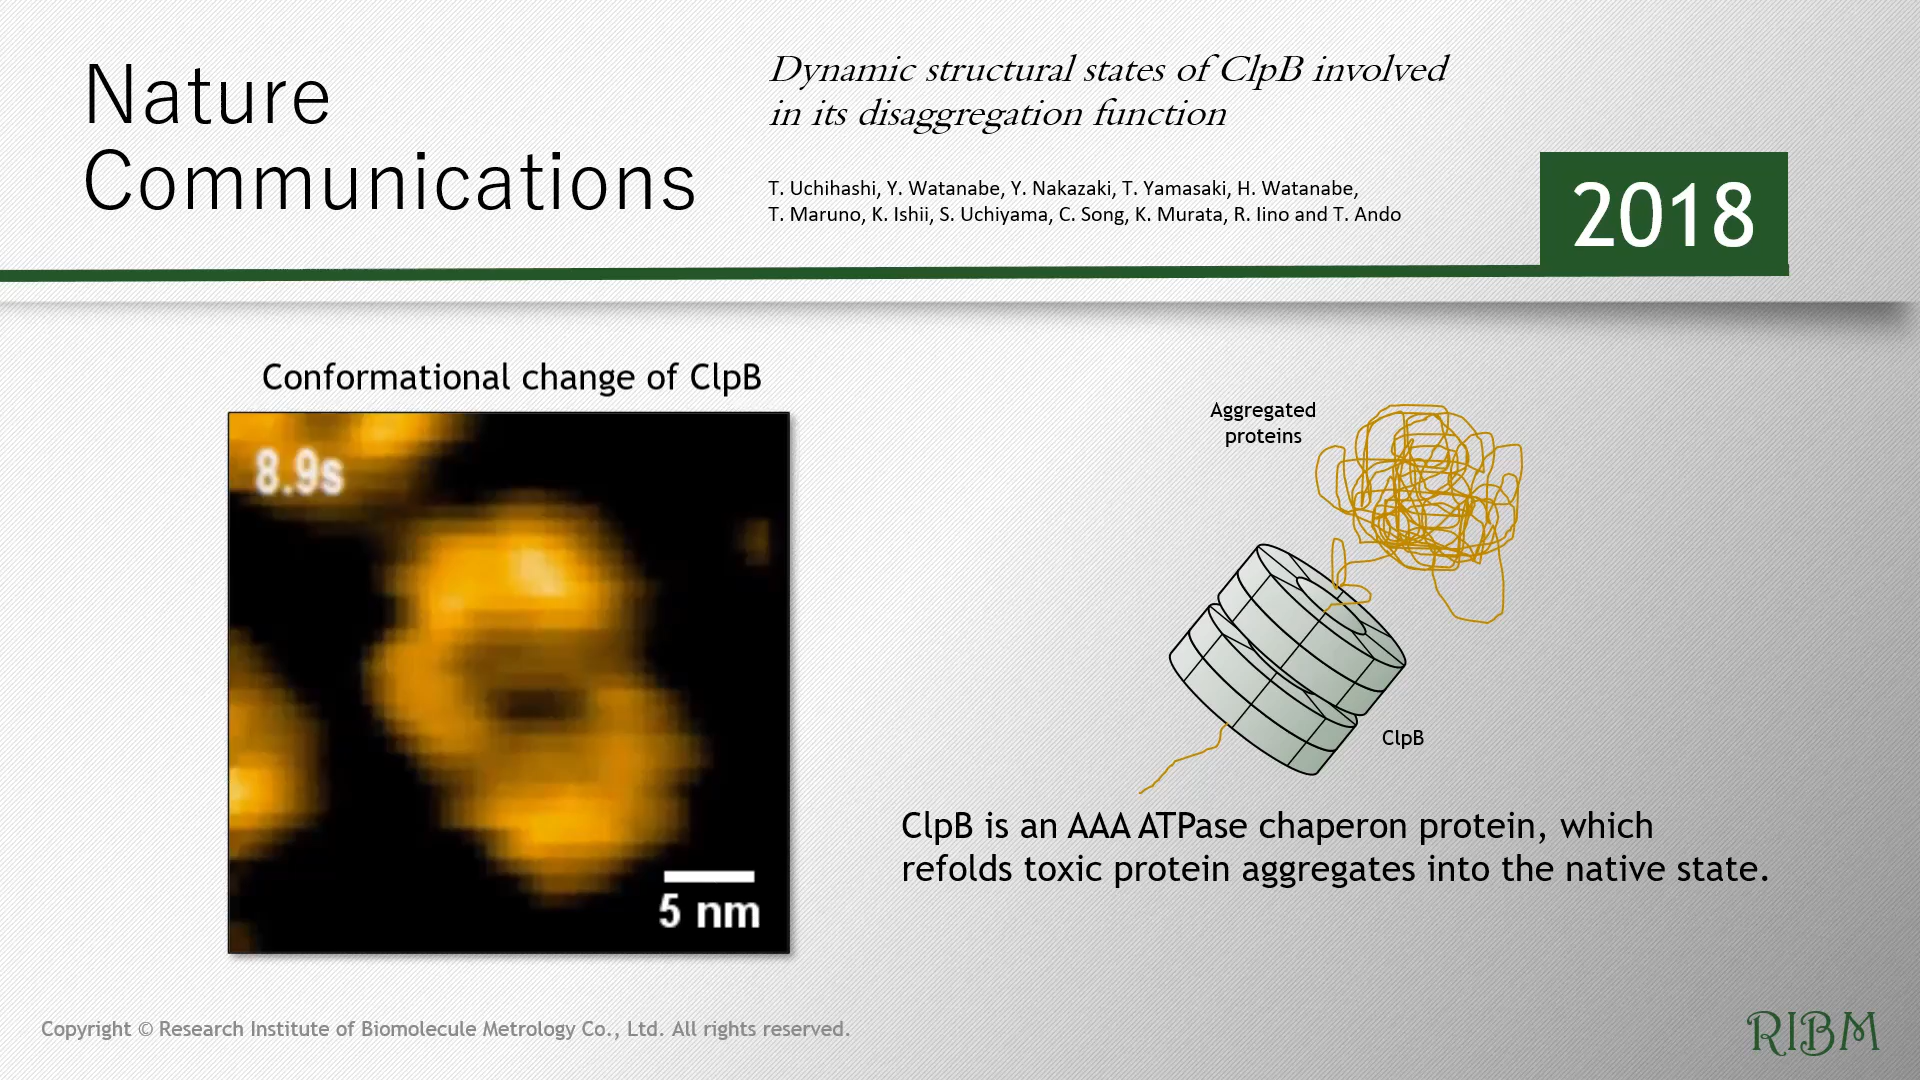 Nature
Communications
Dynamic structural states of ClpB involved
in its disaggregation function
T. Uchihashi, Y. Watanabe, Y. Nakazaki, T. Yamasaki, H. Watanabe,
T. Maruno, K. Ishii, S. Uchiyama, C. Song, K. Murata, R. Iino and T. Ando
2018
Conformational change of ClpB
8.9s
5 nm
Aggregated
proteins
ClpB
ClpB is an AAA ATPase chaperon protein, which
refolds toxic protein aggregates into the native state.
Copyright © Research Institute of Biomolecule Metrology Co., Ltd. All rights reserved.
RIBM